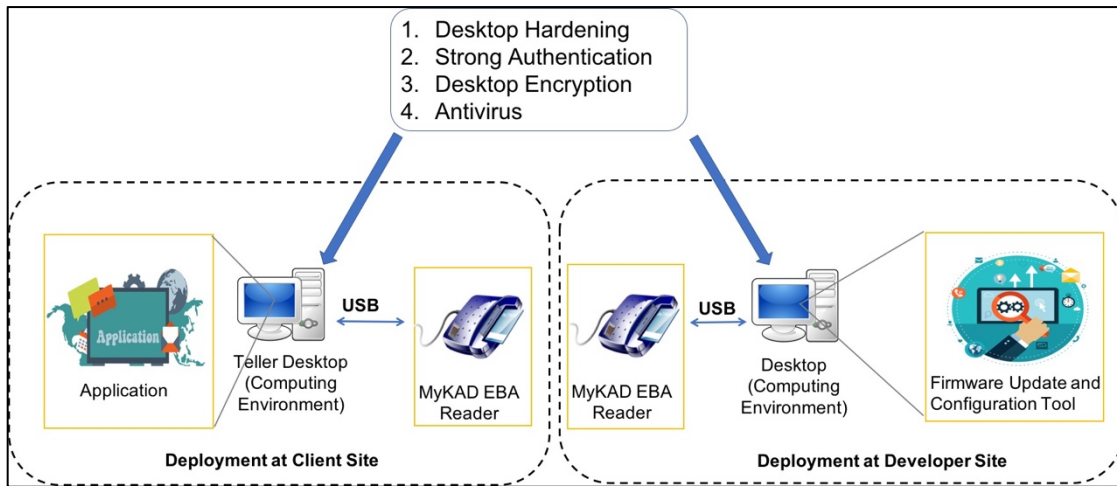 1. Desktop Hardening
2. Strong Authentication
3. Desktop Encryption
4. Antivirus
Application
Application
USB
Teller Desktop
(Computing
Environment)
MyKAD EBA
Reader
Deployment at Client Site
MyKAD EBA
Reader
USB
Desktop
(Computing
Environment)
Firmware Update and
Configuration Tool
Deployment at Developer Site